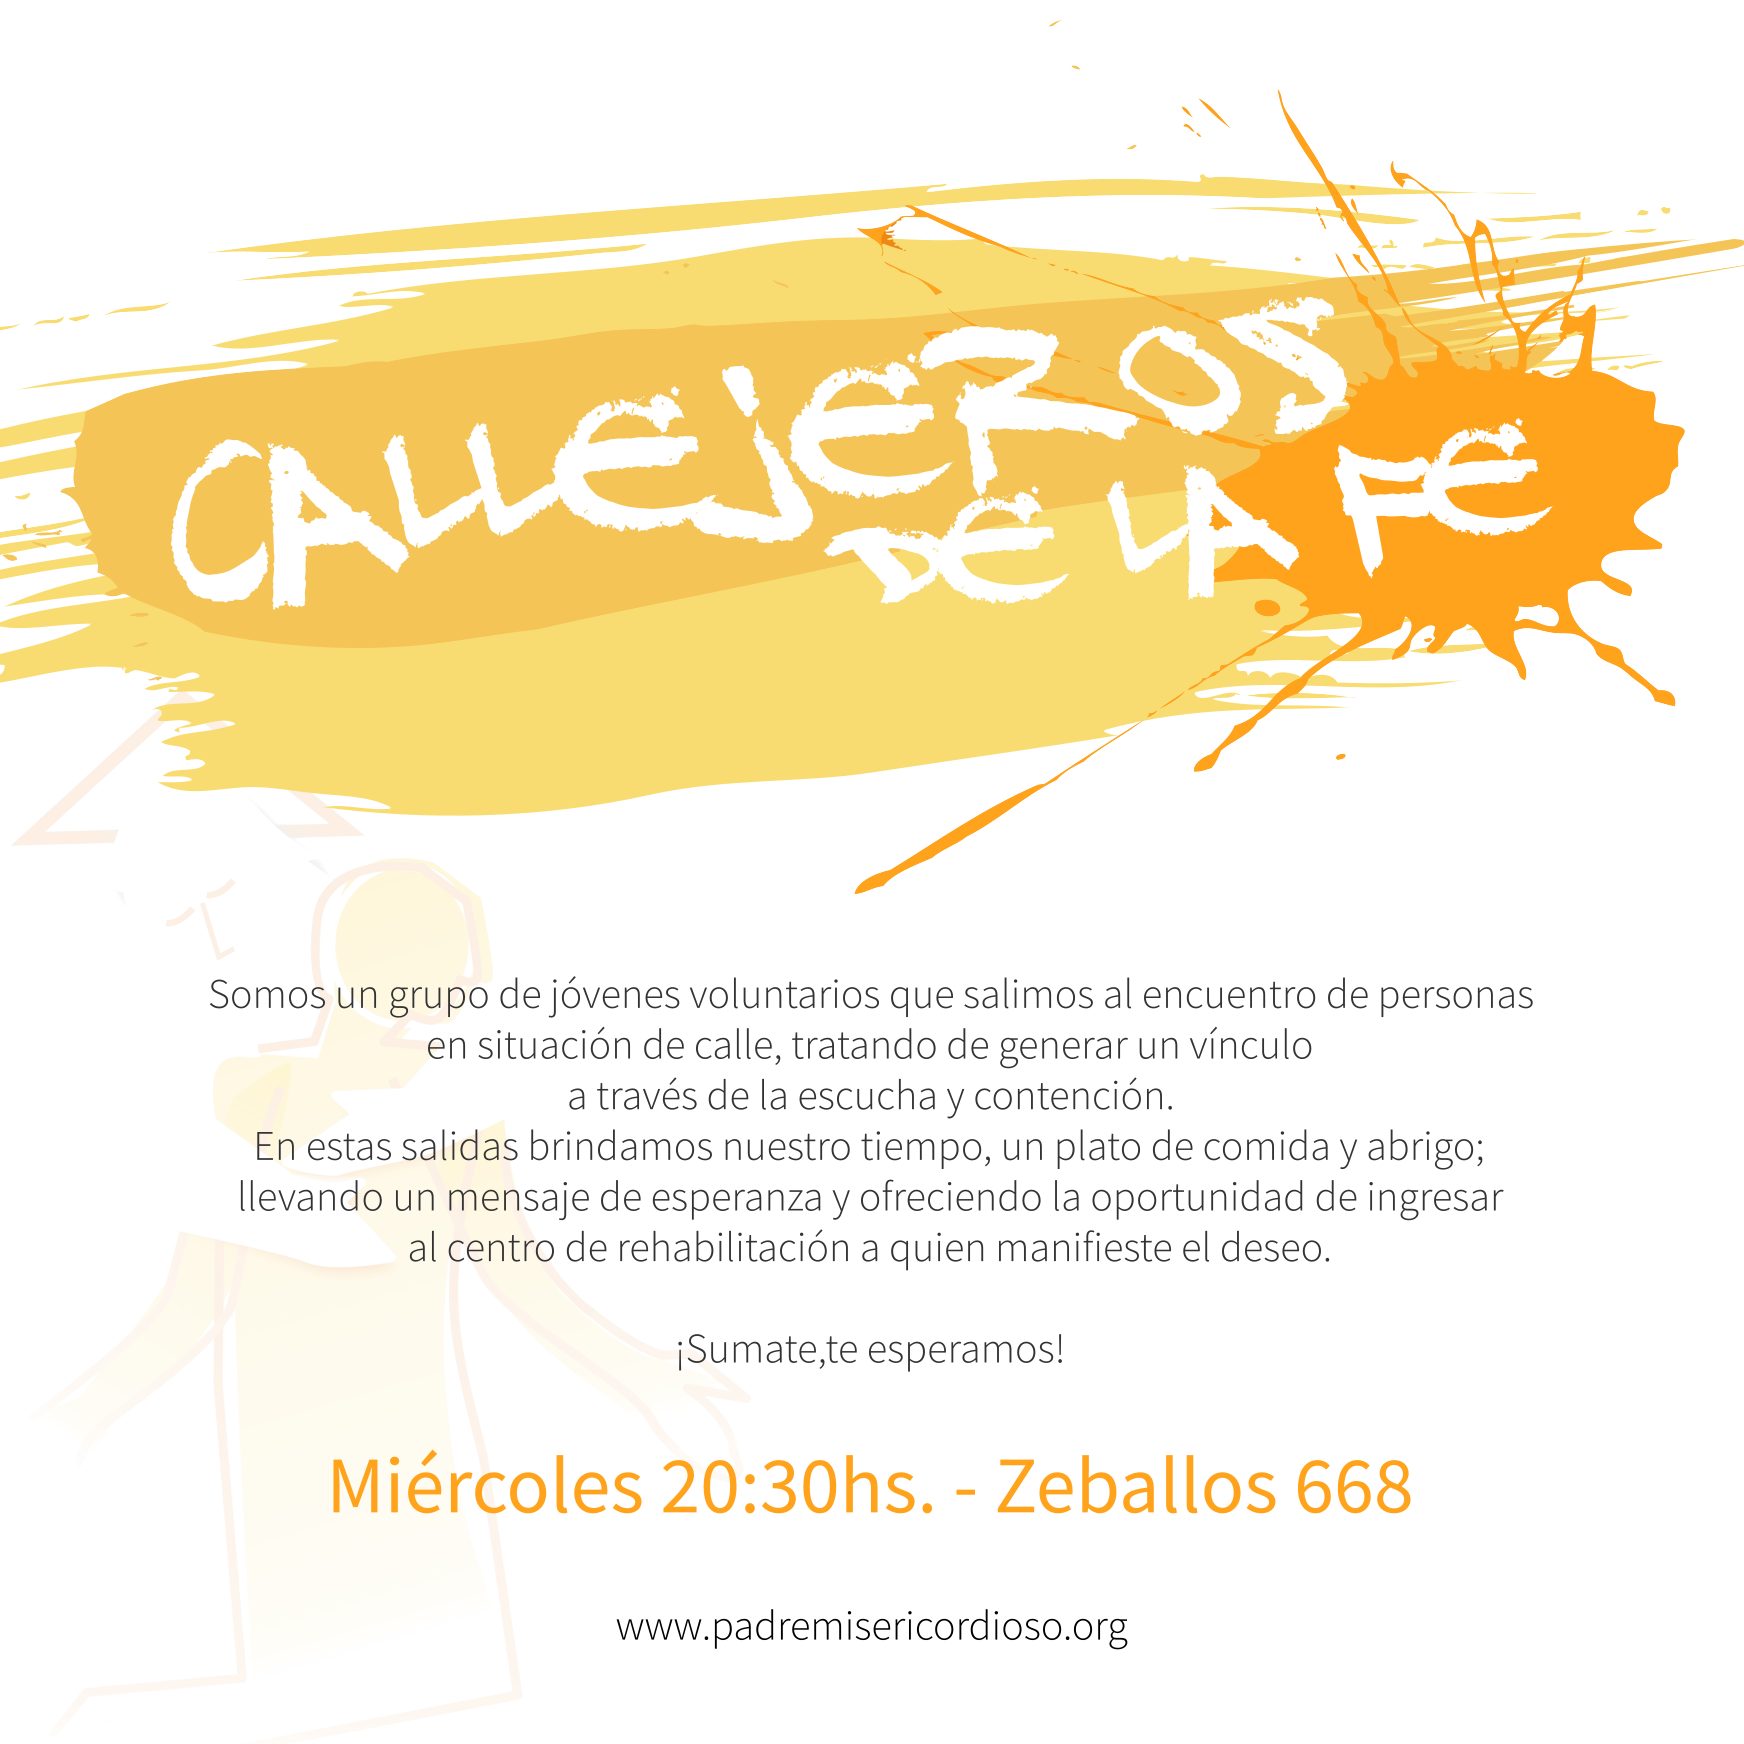 CALLEJEROS
DE LA FE
Somos un grupo de jóvenes voluntarios que salimos al encuentro de personas
en situación de calle, tratando de generar un vínculo
a través de la escucha y contención.
En estas salidas brindamos nuestro tiempo, un plato de comida y abrigo;
llevando un mensaje de esperanza y ofreciendo la oportunidad de ingresar
al centro de rehabilitación a quien manifieste el deseo.
¡Sumate,te esperamos!
Miércoles 20:30hs. - Zeballos 668
www.padremisericordioso.org